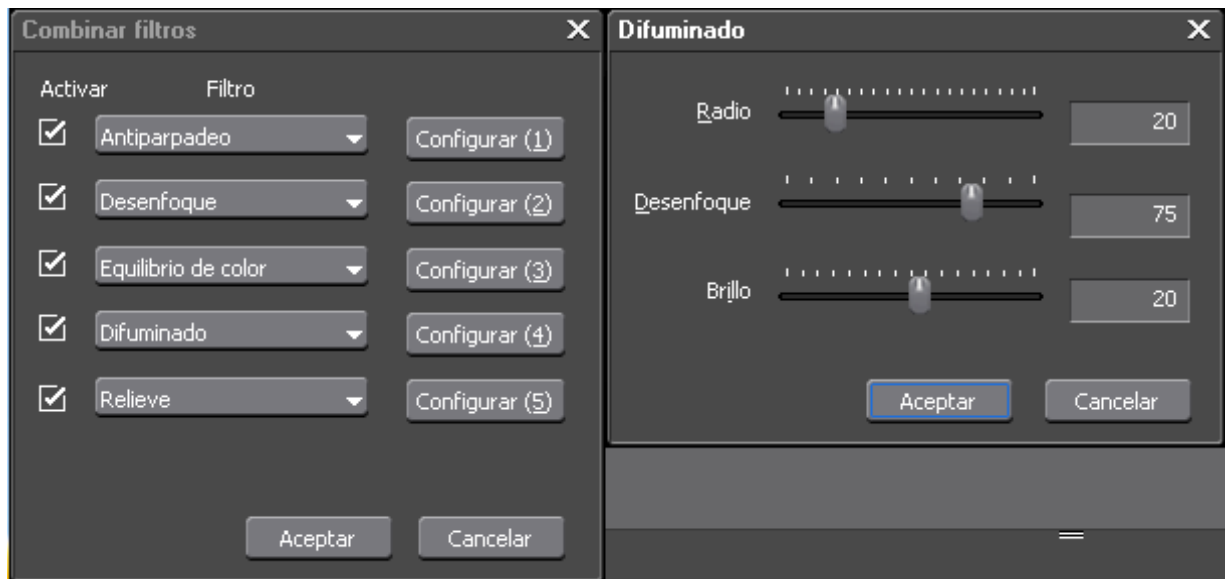 Combinar filtros
Activar Filtro
Antiparpadeo Configurar (1)
Desenfoque Configurar (2)
Equilibrio de color Configurar (3)
Difuminado Configurar (4)
Relieve Configurar (5)
Aceptar Cancelar
Difuminado
Radio 20
Desenfoque 75
Brillo 20
Aceptar Cancelar